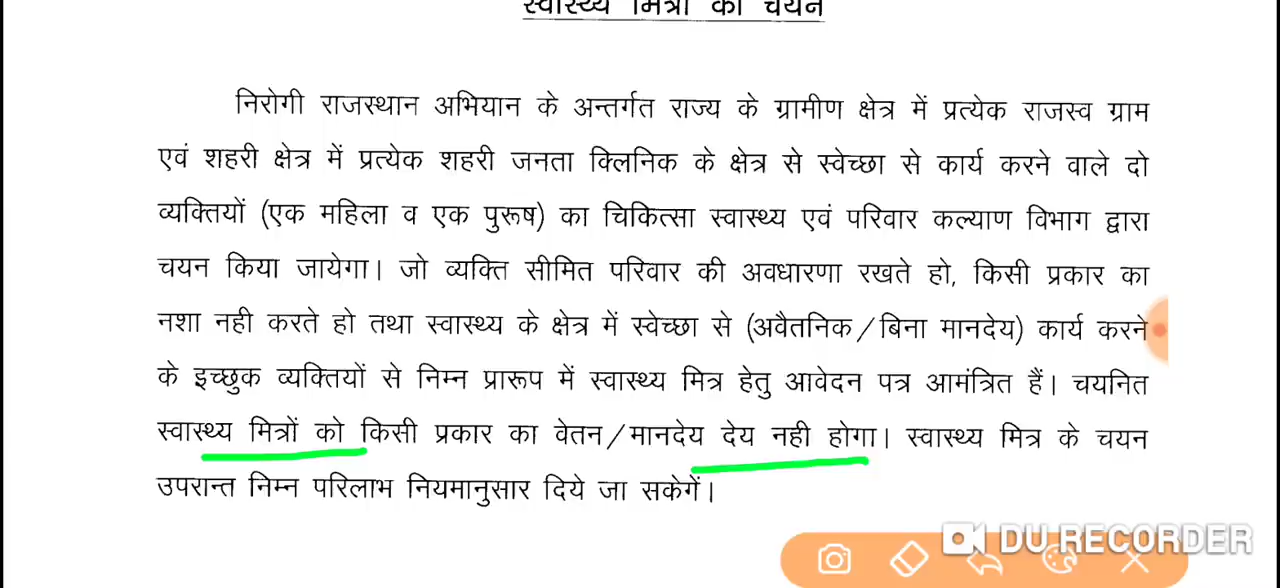 स्वास्थ्य मित्रों का चयन
निरोगी राजस्थान अभियान के अन्तर्गत राज्य के ग्रामीण क्षेत्र में प्रत्येक राजस्व ग्राम
एवं शहरी क्षेत्र में प्रत्येक शहरी जनता क्लिनिक के क्षेत्र से स्वेच्छा से कार्य करने वाले दो
व्यक्तियों (एक महिला व एक पुरूष) का चिकित्सा स्वास्थ्य एवं परिवार कल्याण विभाग द्वारा
चयन किया जायेगा। जो व्यक्ति सीमित परिवार की अवधारणा रखते हो, किसी प्रकार का
नशा नही करते हो तथा स्वास्थ्य के क्षेत्र में स्वेच्छा से (अवैतनिक/बिना मानदेय) कार्य करने
के इच्छुक व्यक्तियों से निम्न प्रारूप में स्वास्थ्य मित्र हेतु आवेदन पत्र आमंत्रित हैं। चयनित
स्वास्थ्य मित्रों को किसी प्रकार का वेतन/मानदेय देय नही होगा। स्वास्थ्य मित्र के चयन
उपरान्त निम्न परिलाभ नियमानुसार दिये जा सकेगें।
DU RECORDER